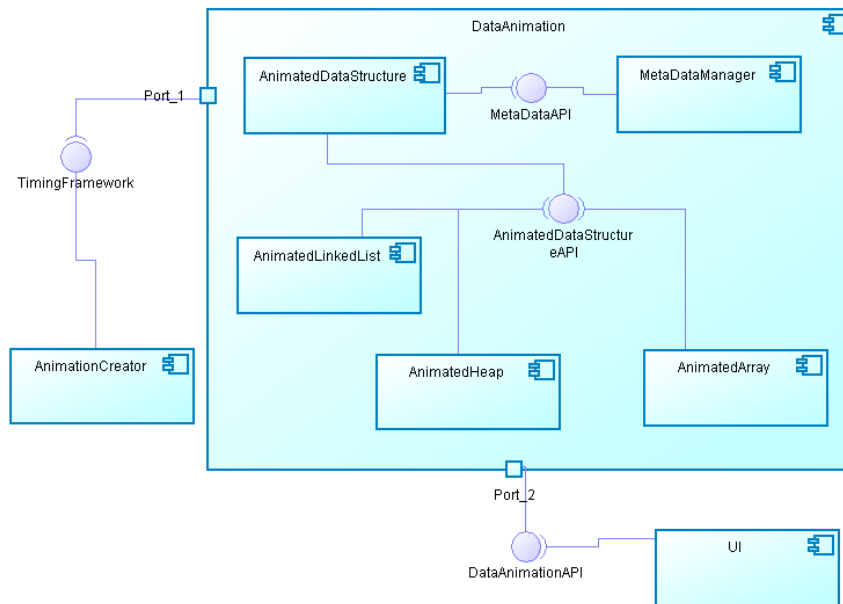 DataAnimation
AnimatedDataStructure
MetaDataManager
MetaDataAPI
Port_1
TimingFramework
AnimatedDataStructur
eAPI
AnimatedLinkedList
AnimationCreator
AnimatedHeap
AnimatedArray
Port_2
UI
DataAnimationAPI